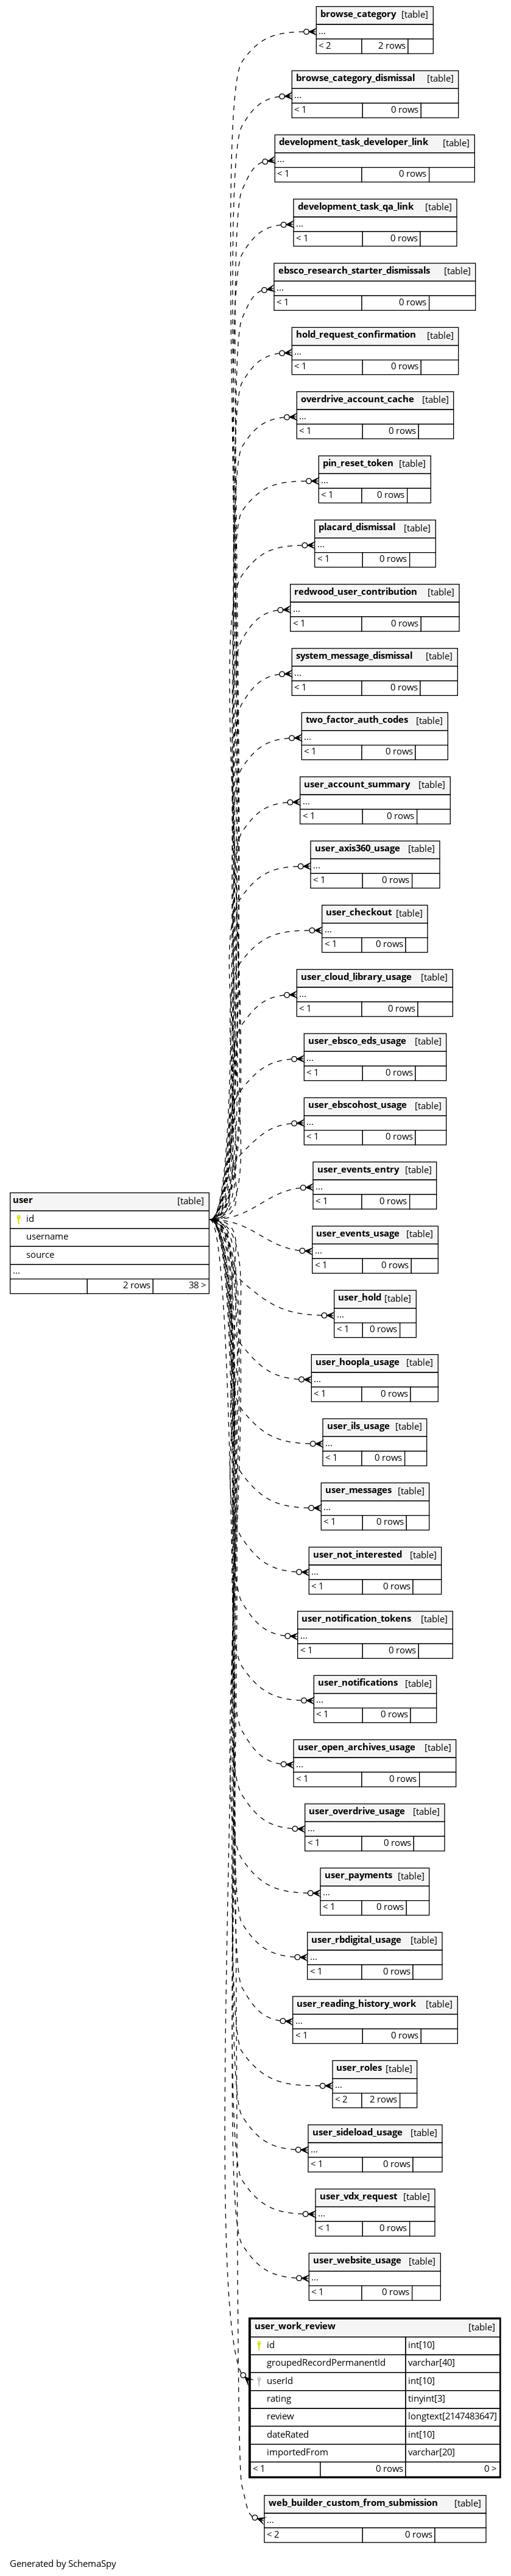 browse_category [table]
...
< 2 2 rows
browse_category_dismissal [table]
...
< 1 0 rows
development_task_developer_link [table]
...
< 1 0 rows
development_task_qa_link [table]
...
< 1 0 rows
ebsco_research_starter_dismissals [table]
...
< 1 0 rows
hold_request_confirmation [table]
...
< 1 0 rows
overdrive_account_cache [table]
...
< 1 0 rows
pin_reset_token [table]
...
< 1 0 rows
placard_dismissal [table]
...
< 1 0 rows
redwood_user_contribution [table]
...
< 1 0 rows
system_message_dismissal [table]
...
< 1 0 rows
two_factor_auth_codes [table]
...
< 1 0 rows
user_account_summary [table]
...
< 1 0 rows
user_axis360_usage [table]
...
< 1 0 rows
user_checkout [table]
...
< 1 0 rows
user_cloud_library_usage [table]
...
< 1 0 rows
user_ebsco_eds_usage [table]
...
< 1 0 rows
user_ebscohost_usage [table]
...
< 1 0 rows
user_events_entry [table]
...
< 1 0 rows
user [table]
id
username
source
...
2 rows 38 >
user_events_usage [table]
...
< 1 0 rows
user_hold [table]
...
< 1 0 rows
user_hoopla_usage [table]
...
< 1 0 rows
user_ils_usage [table]
...
< 1 0 rows
user_messages [table]
...
< 1 0 rows
user_not_interested [table]
...
< 1 0 rows
user_notification_tokens [table]
...
< 1 0 rows
user_notifications [table]
...
< 1 0 rows
user_open_archives_usage [table]
...
< 1 0 rows
user_overdrive_usage [table]
...
< 1 0 rows
user_payments [table]
...
< 1 0 rows
user_rbdigital_usage [table]
...
< 1 0 rows
user_reading_history_work [table]
...
< 1 0 rows
user_roles [table]
...
< 2 2 rows
user_sideload_usage [table]
...
< 1 0 rows
user_vdx_request [table]
...
< 1 0 rows
user_website_usage [table]
...
< 1 0 rows
user_work_review [table]
id int[10]
groupedRecordPermanentId varchar[40]
userId int[10]
rating tinyint[3]
review longtext[2147483647]
dateRated int[10]
importedFrom varchar[20]
< 1 0 rows 0 >
web_builder_custom_from_submission [table]
...
< 2 0 rows
Generated by SchemaSpy